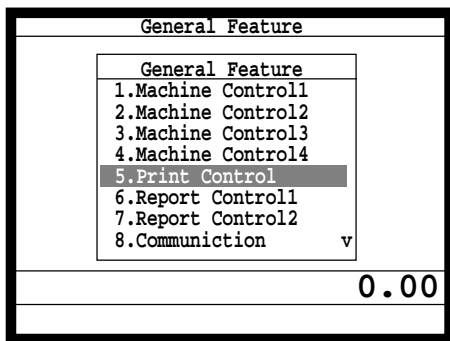 General Feature
General Feature
1.Machine Control1
2.Machine Control2
3.Machine Control3
4.Machine Control4
5.Print Control
6.Report Control1
7.Report Control2
8.Communiction v
0.00